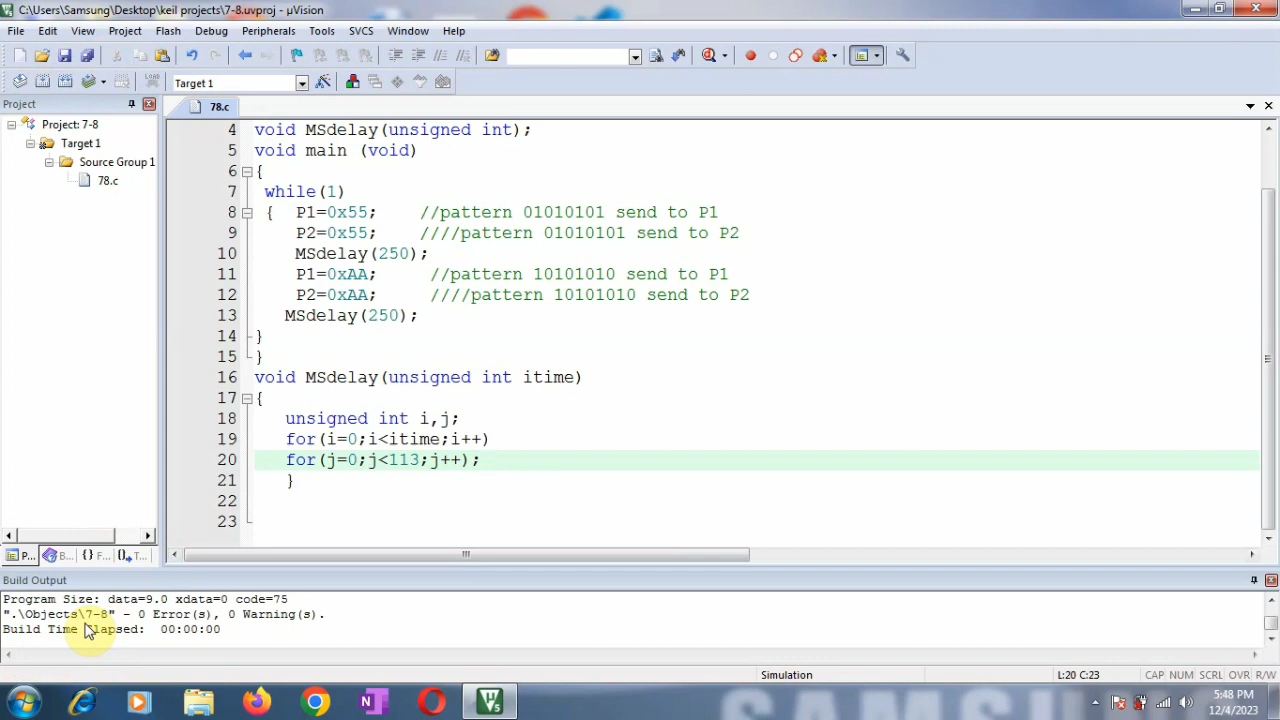 C:\Users\Samsung\Desktop\keil projects\7-8.uvproj - µVision
File Edit View Project Flash Debug Peripherals Tools SVCS Window Help
LOAD Target 1
Project
78.c
Project: 7-8
Target 1
Source Group 1
78.c
4 void MSdelay(unsigned int);
5 void main (void)
6 {
7 while(1)
8 { P1=0x55; //pattern 01010101 send to P1
9 P2=0x55; ////pattern 01010101 send to P2
10 MSdelay(250);
11 P1=0xAA; //pattern 10101010 send to P1
12 P2=0xAA; ////pattern 10101010 send to P2
13 MSdelay(250);
14 }
15 }
16 void MSdelay(unsigned int itime)
17 {
18 unsigned int i,j;
19 for(i=0;i<itime;i++)
20 for(j=0;j<113;j++);
21 }
22
23
P... B... {} F... T...
Build Output
Program Size: data=9.0 xdata=0 code=75
".\Objects\7-8" - 0 Error(s), 0 Warning(s).
Build Time Elapsed: 00:00:00
Simulation L:20 C:23 CAP NUM SCRL OVR R/W
5:48 PM
12/4/2023